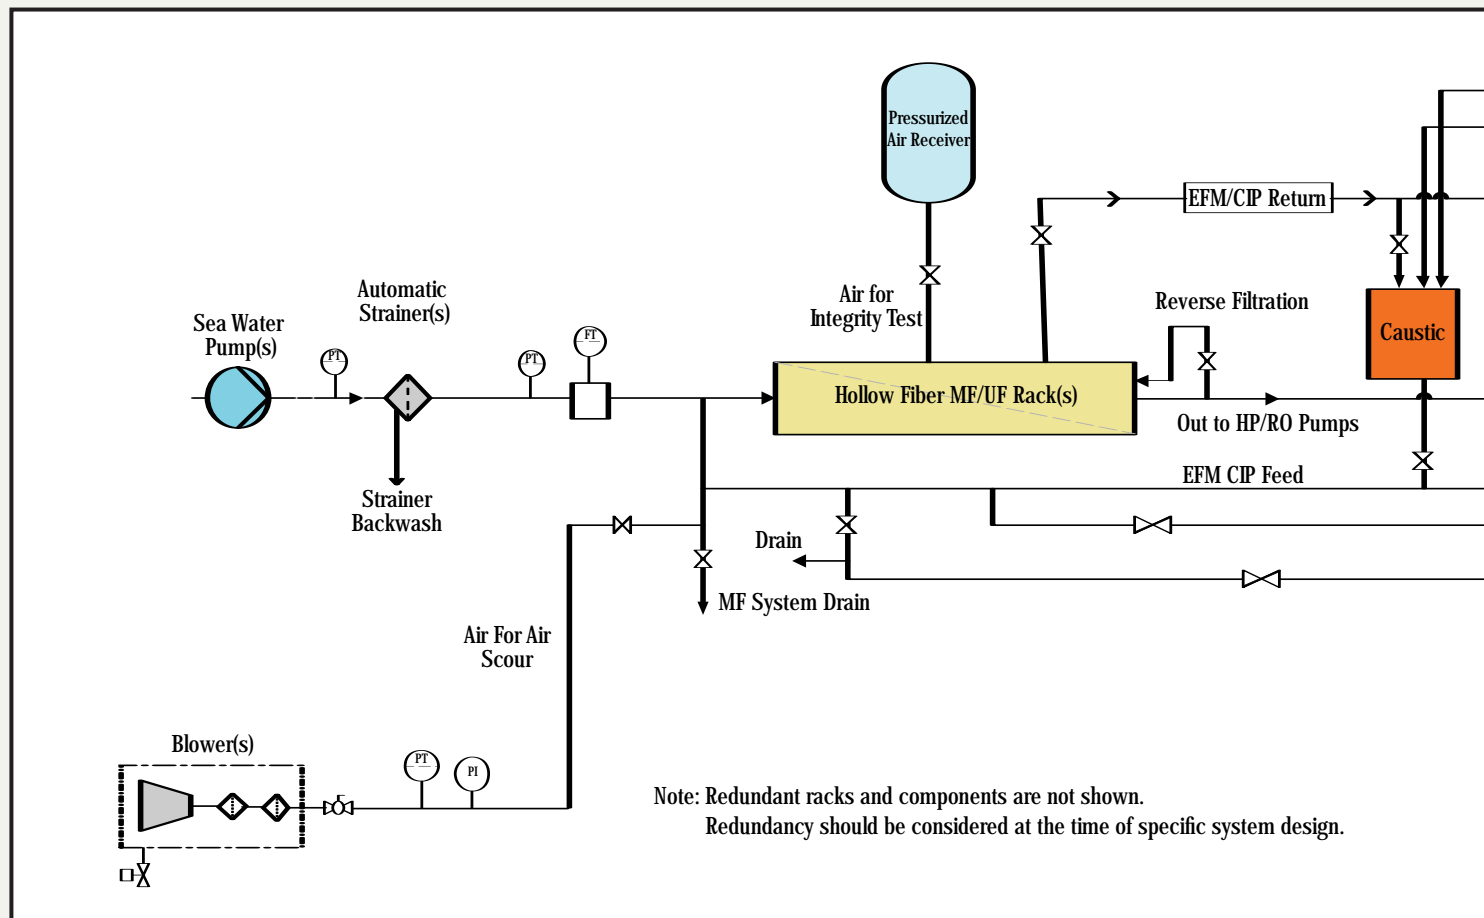 Pressurized
Air Receiver
EFM/CIP Return
Automatic
Strainer(s)
Air for
Integrity Test
Reverse Filtration
Sea Water
Pump(s)
Caustic
PT
PT
FT
Hollow Fiber MF/UF Rack(s)
Out to HP/RO Pumps
EFM CIP Feed
Strainer
Backwash
Drain
MF System Drain
Air For Air
Scour
Blower(s)
PT
PI
Note: Redundant racks and components are not shown.
Redundancy should be considered at the time of specific system design.